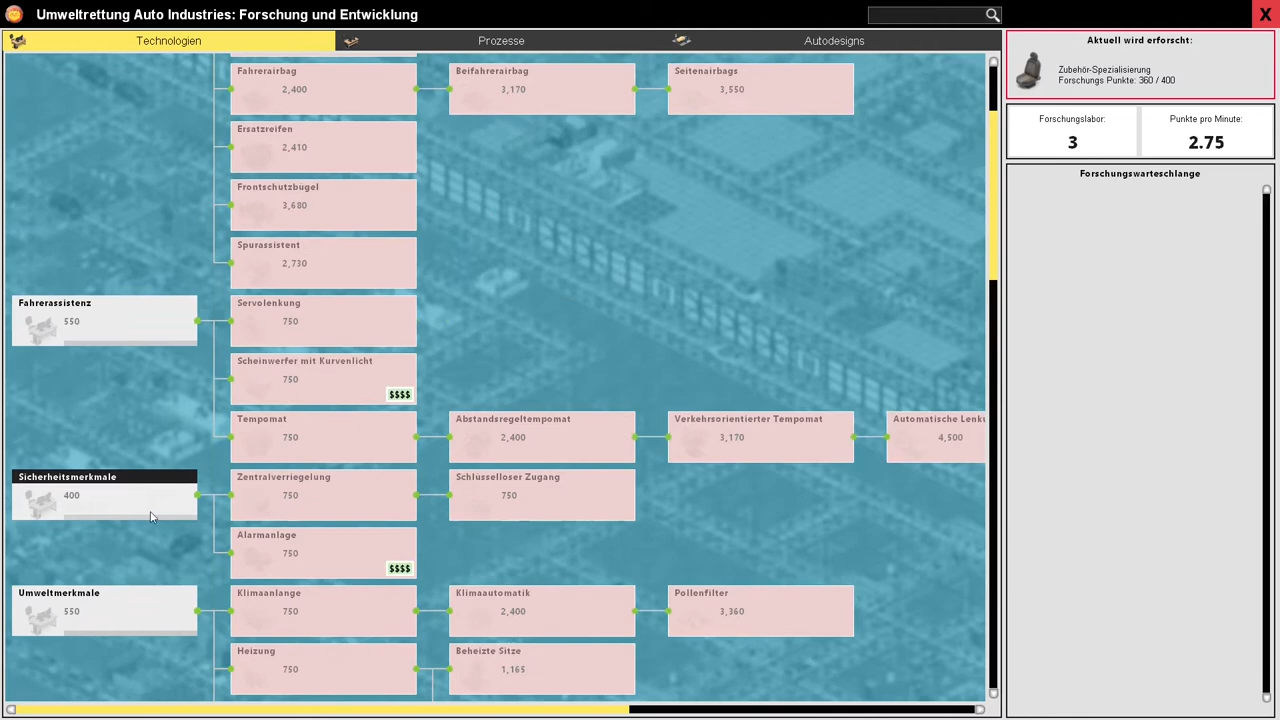 Umweltrettung Auto Industries: Forschung und Entwicklung
X
Technologien
Prozesse
Autodesigns
Aktuell wird erforscht:
Zubehör-Spezialisierung
Forschungs Punkte: 360 / 400
Forschungslabor:
3
Punkte pro Minute:
2.75
Forschungswarteschlange
Fahrerairbag
2,400
Beifahrerairbag
3,170
Seitenairbags
3,550
Ersatzreifen
2,410
Frontschutzbügel
3,680
Spurassistent
2,730
Fahrerassistenz
550
Servolenkung
750
Scheinwerfer mit Kurvenlicht
750
$$$$
Tempomat
750
Abstandsregeltempomat
2,400
Verkehrsorientierter Tempomat
3,170
Automatische Lenku
4,500
Sicherheitsmerkmale
400
Zentralverriegelung
750
Schlüsselloser Zugang
750
Alarmanlage
750
$$$$
Umweltmerkmale
550
Klimaanlange
750
Klimaautomatik
2,400
Pollenfilter
3,360
Heizung
750
Beheizte Sitze
1,165